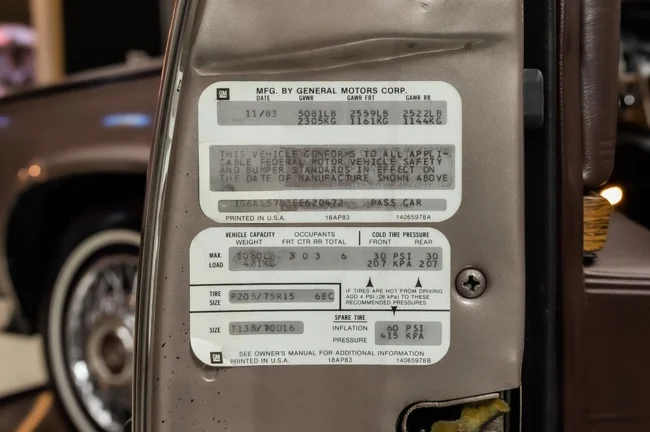 GM
MFG. BY GENERAL MOTORS CORP.
DATE GVWR GAWR FRT GAWR RR
11/83 5081LB 2559LB 2522LB
2305KG 1161KG 1144KG
THIS VEHICLE CONFORMS TO ALL APPLI-
CABLE FEDERAL MOTOR VEHICLE SAFETY
AND BUMPER STANDARDS IN EFFECT ON
THE DATE OF MANUFACTURE SHOWN ABOVE
PASS CAR
PRINTED IN U.S.A. 18AP83 14065978A
VEHICLE CAPACITY OCCUPANTS COLD TIRE PRESSURE
WEIGHT FRT CTR RR TOTAL FRONT REAR
MAX. 3 0 3 6 30 PSI 30
LOAD 207 KPA 207
TIRE
SIZE P205/75R15 6EC
IF TIRES ARE HOT FROM DRIVING
ADD 4 PSI (28 kPa) TO THESE
RECOMMENDED PRESSURES
SPARE TIRE
SIZE INFLATION 60 PSI
PRESSURE 415 KPA
SEE OWNER'S MANUAL FOR ADDITIONAL INFORMATION
GM PRINTED IN U.S.A. 18AP83 14065978B